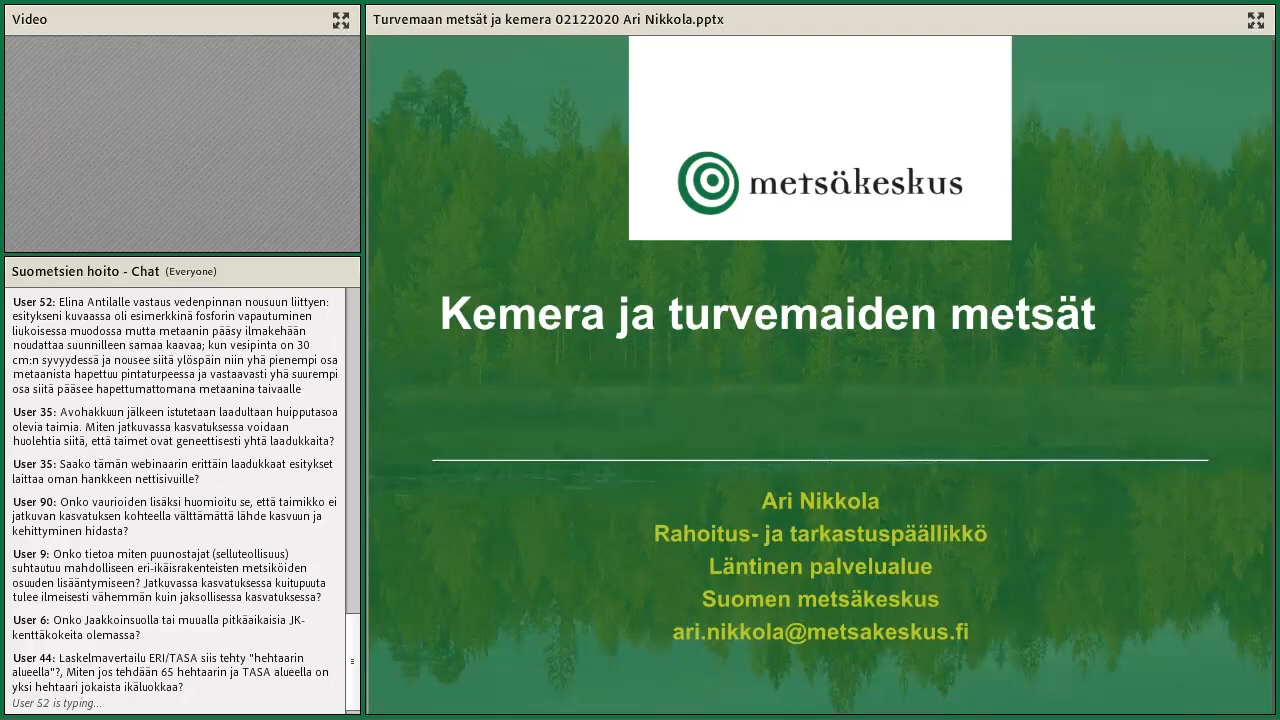 Video
Turvemaan metsät ja kemera 02122020 Ari Nikkola.pptx
metsäkeskus
Kemera ja turvemaiden metsät
Ari Nikkola
Rahoitus- ja tarkastuspäällikkö
Läntinen palvelualue
Suomen metsäkeskus
ari.nikkola@metsakeskus.fi
Suometsien hoito - Chat (Everyone)
User 52: Elina Antilalle vastaus vedenpinnan nousuun liittyen:
esitykseni kuvaassa oli esimerkkinä fosforin vapautuminen
liukoisessa muodossa mutta metaanin pääsy ilmakehään
noudattaa suunnilleen samaa kaavaa; kun vesipinta on 30
cm:n syvyydessä ja nousee siitä ylöspäin niin yhä pienempi osa
metaanista hapettuu pintaturpeessa ja vastaavasti yhä suurempi
osa siitä pääsee hapettumattomana metaanina taivaalle
User 35: Avohakkuun jälkeen istutetaan laadultaan huipputasoa
olevia taimia. Miten jatkuvassa kasvatuksessa voidaan
huolehtia siitä, että taimet ovat geneettisesti yhtä laadukkaita?
User 35: Saako tämän webinaarin erittäin laadukkaat esitykset
laittaa oman hankkeen nettisivuille?
User 90: Onko vaurioiden lisäksi huomioitu se, että taimikko ei
jatkuvan kasvatuksen kohteella välttämättä lähde kasvuun ja
kehittyminen hidasta?
User 9: Onko tietoa miten puunostajat (selluteollisuus)
suhtautuu mahdolliseen eri-ikäisrakenteisten metsiköiden
osuuden lisääntymiseen? Jatkuvassa kasvatuksessa kuitupuuta
tulee ilmeisesti vähemmän kuin jaksollisessa kasvatuksessa?
User 6: Onko Jaakkoinsuolla tai muualla pitkäaikaisia JK-
kenttäkokeita olemassa?
User 44: Laskelmavertailu ERI/TASA siis tehty "hehtaarin
alueella"?, Miten jos tehdään 65 hehtaarin ja TASA alueella on
yksi hehtaari jokaista ikäluokkaa?
User 52 is typing...